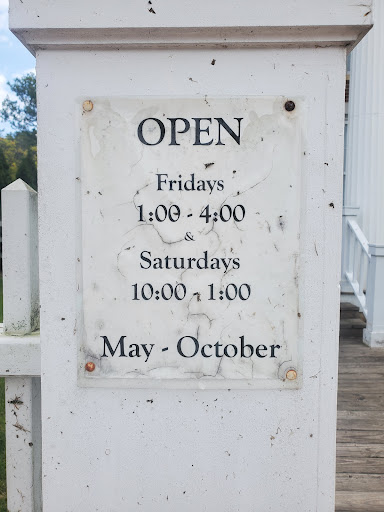 OPEN
Fridays
1:00 - 4:00
&
Saturdays
10:00 - 1:00
May - October